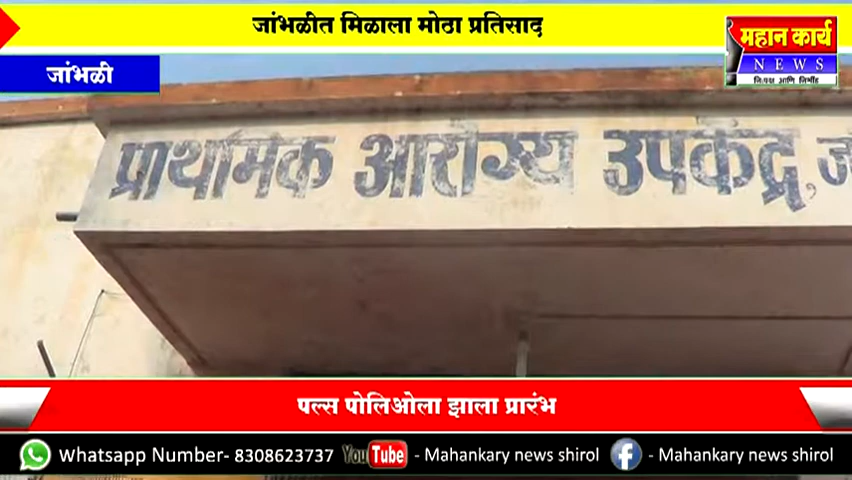 जांभळीत मिळाला मोठा प्रतिसाद
महान कार्य
NEWS
जांभळी
प्राथमिक आरोग्य उपकेंद्र,
पल्स पोलिओला झाला प्रारंभ
Whatsapp Number- 8308623737 YouTube - Mahankary news shirol f - Mahankary news shirol